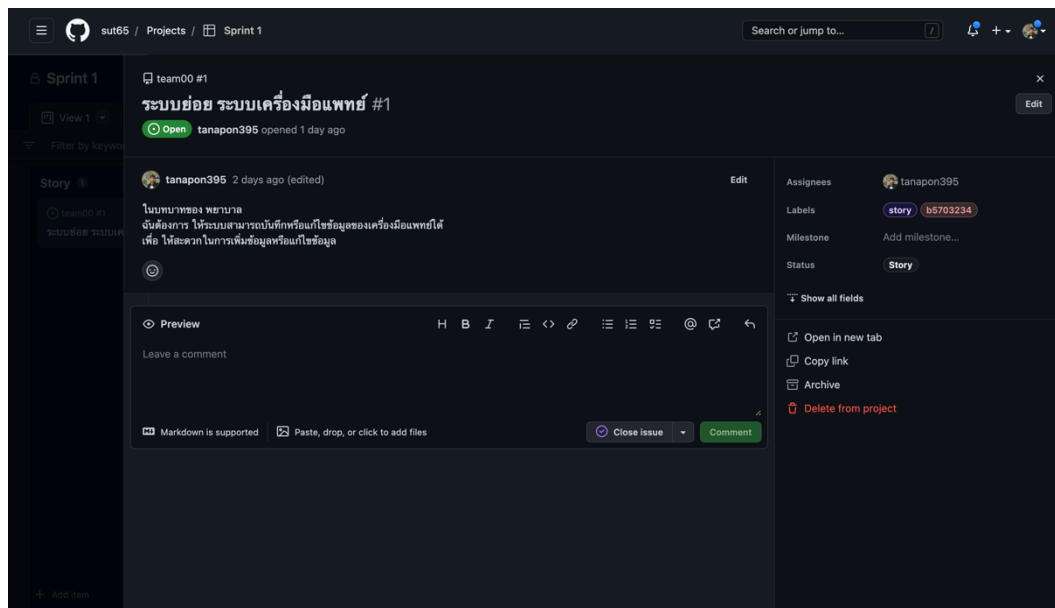 sut65 / Projects / Sprint 1
Search or jump to... /
Sprint 1
View 1
Filter by keywo
Story 1
team00 #1
ระบบย่อย ระบบเค
Add item
team00 #1
ระบบย่อย ระบบเครื่องมือแพทย์ #1
Edit
Open tanapon395 opened 1 day ago
tanapon395 2 days ago (edited)
Edit
ในบทบาทของ พยาบาล
ฉันต้องการ ให้ระบบสามารถบันทึกหรือแก้ไขข้อมูลของเครื่องมือแพทย์ได้
เพื่อ ให้สะดวกในการเพิ่มข้อมูลหรือแก้ไขข้อมูล
Preview
Leave a comment
Markdown is supported
Paste, drop, or click to add files
Close issue
Comment
Assignees tanapon395
Labels story b5703234
Milestone Add milestone...
Status Story
Show all fields
Open in new tab
Copy link
Archive
Delete from project